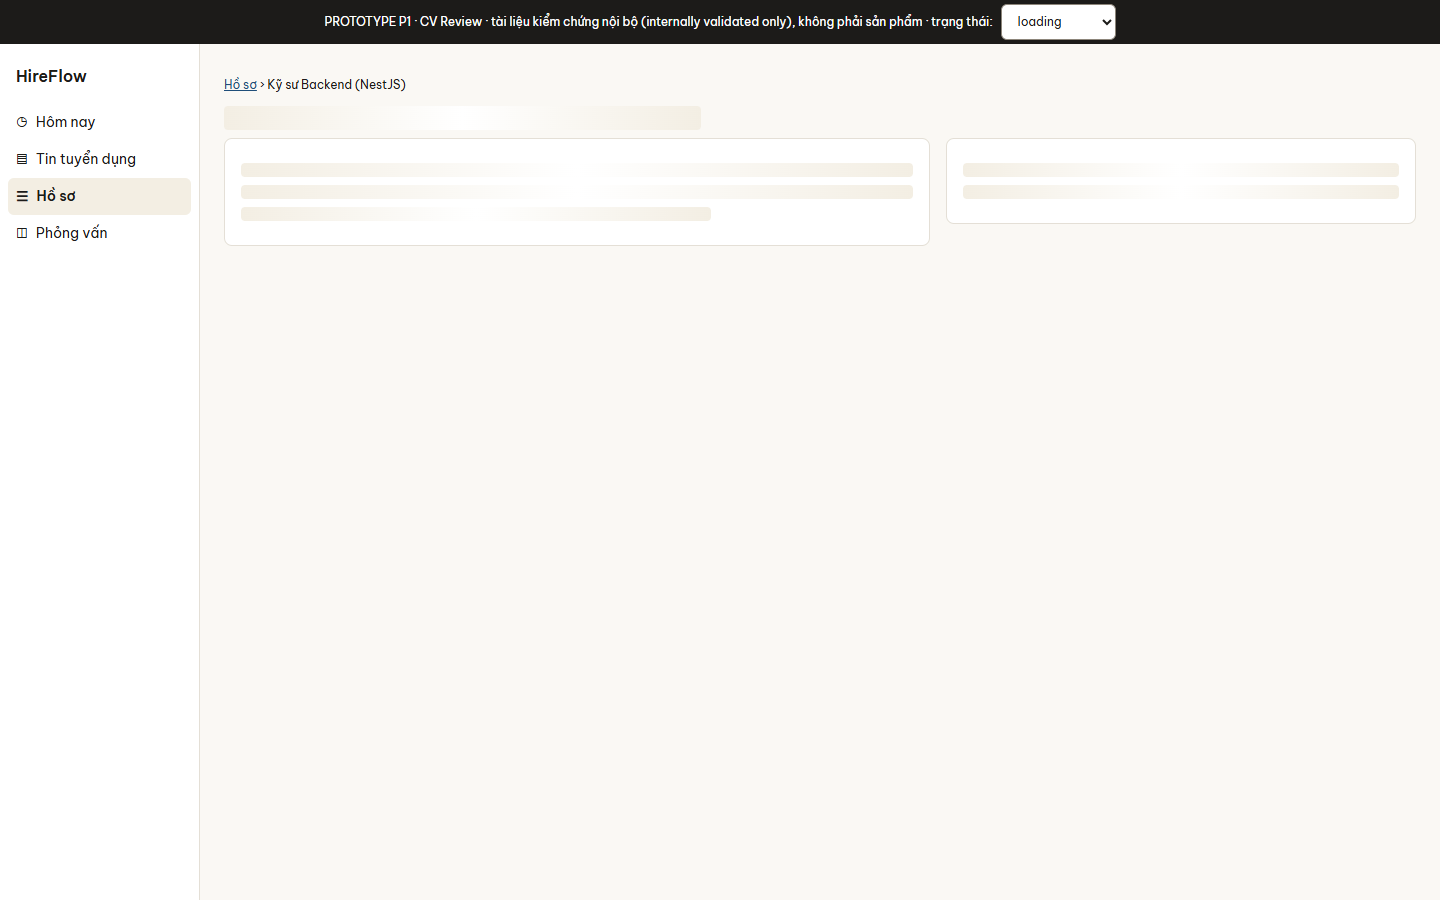 PROTOTYPE P1 · CV Review · tài liệu kiểm chứng nội bộ (internally validated only), không phải sản phẩm · trạng thái: loading
HireFlow
Hôm nay
Tin tuyển dụng
Hồ sơ
Phỏng vấn
Hồ sơ › Kỹ sư Backend (NestJS)